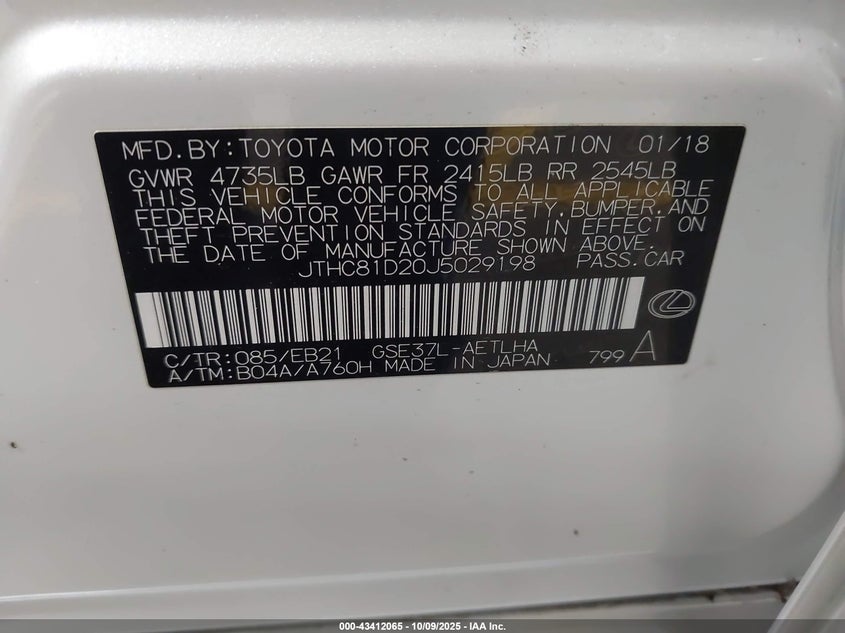 MFD.BY:TOYOTA MOTOR CORPORATION 01/18
GVWR 4735LB GAWR FR 2415LB RR 2545LB
THIS VEHICLE CONFORMS TO ALL APPLICABLE
FEDERAL MOTOR VEHICLE SAFETY,BUMPER,AND
THEFT PREVENTION STANDARDS IN EFFECT ON
THE DATE OF MANUFACTURE SHOWN ABOVE.
JTHC81D20J5029198 PASS.CAR
C/TR:085/EB21 GSE37L-AETLHA
A/TM:B04A/A760H MADE IN JAPAN 799A
000-43412065 - 10/09/2025 - IAA Inc.